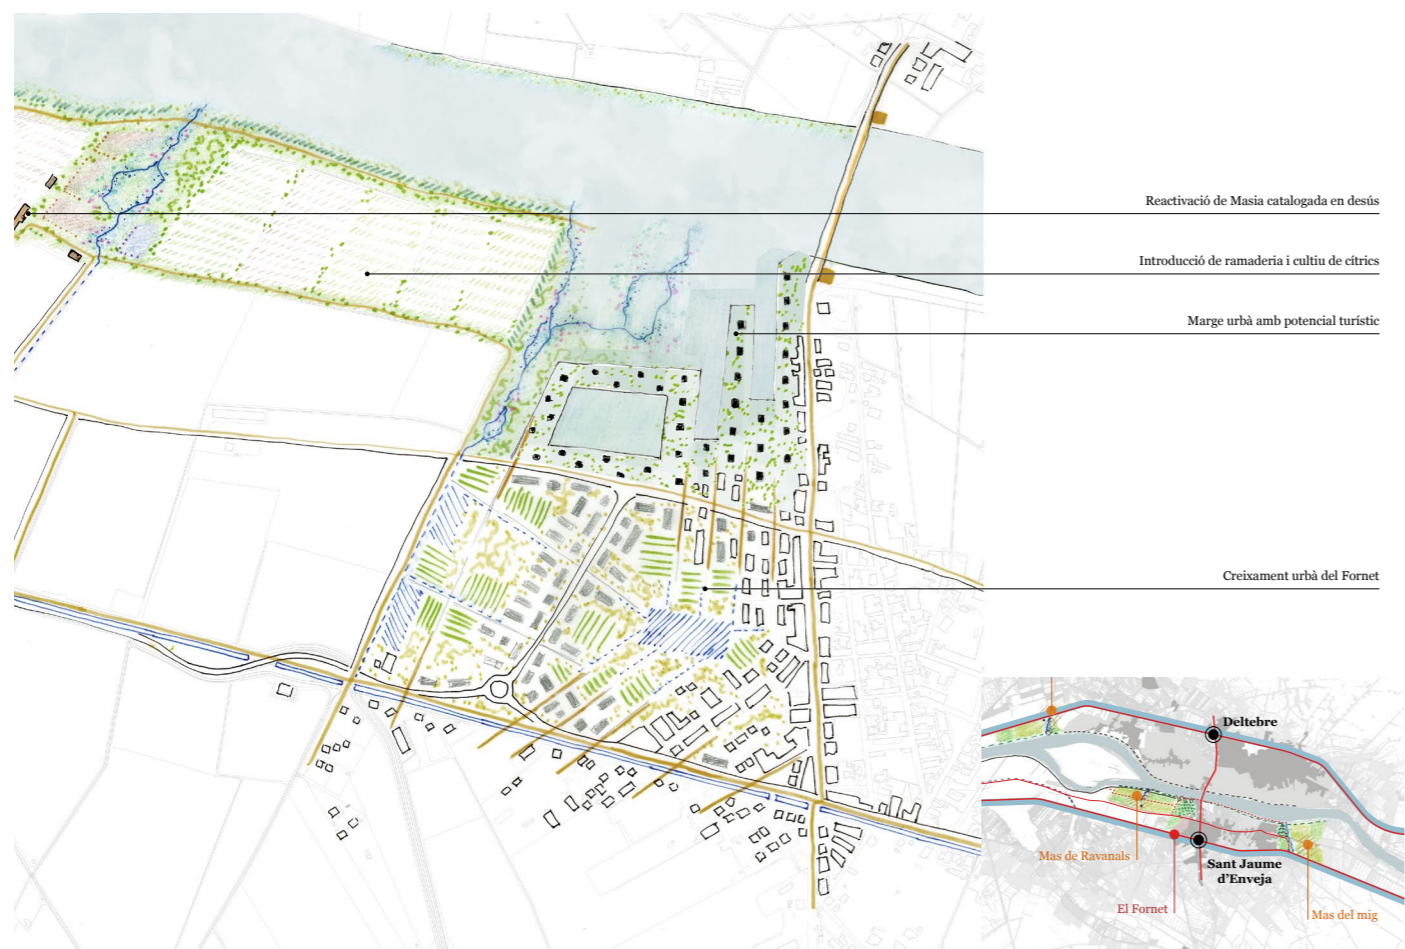 Reactivació de Masia catalogada en desús
Introducció de ramaderia i cultiu de cítrics
Marge urbà amb potencial turístic
Creixament urbà del Fornet
Deltebre
Mas de Ravanals
Sant Jaume
d'Enveja
El Fornet
Mas del mig